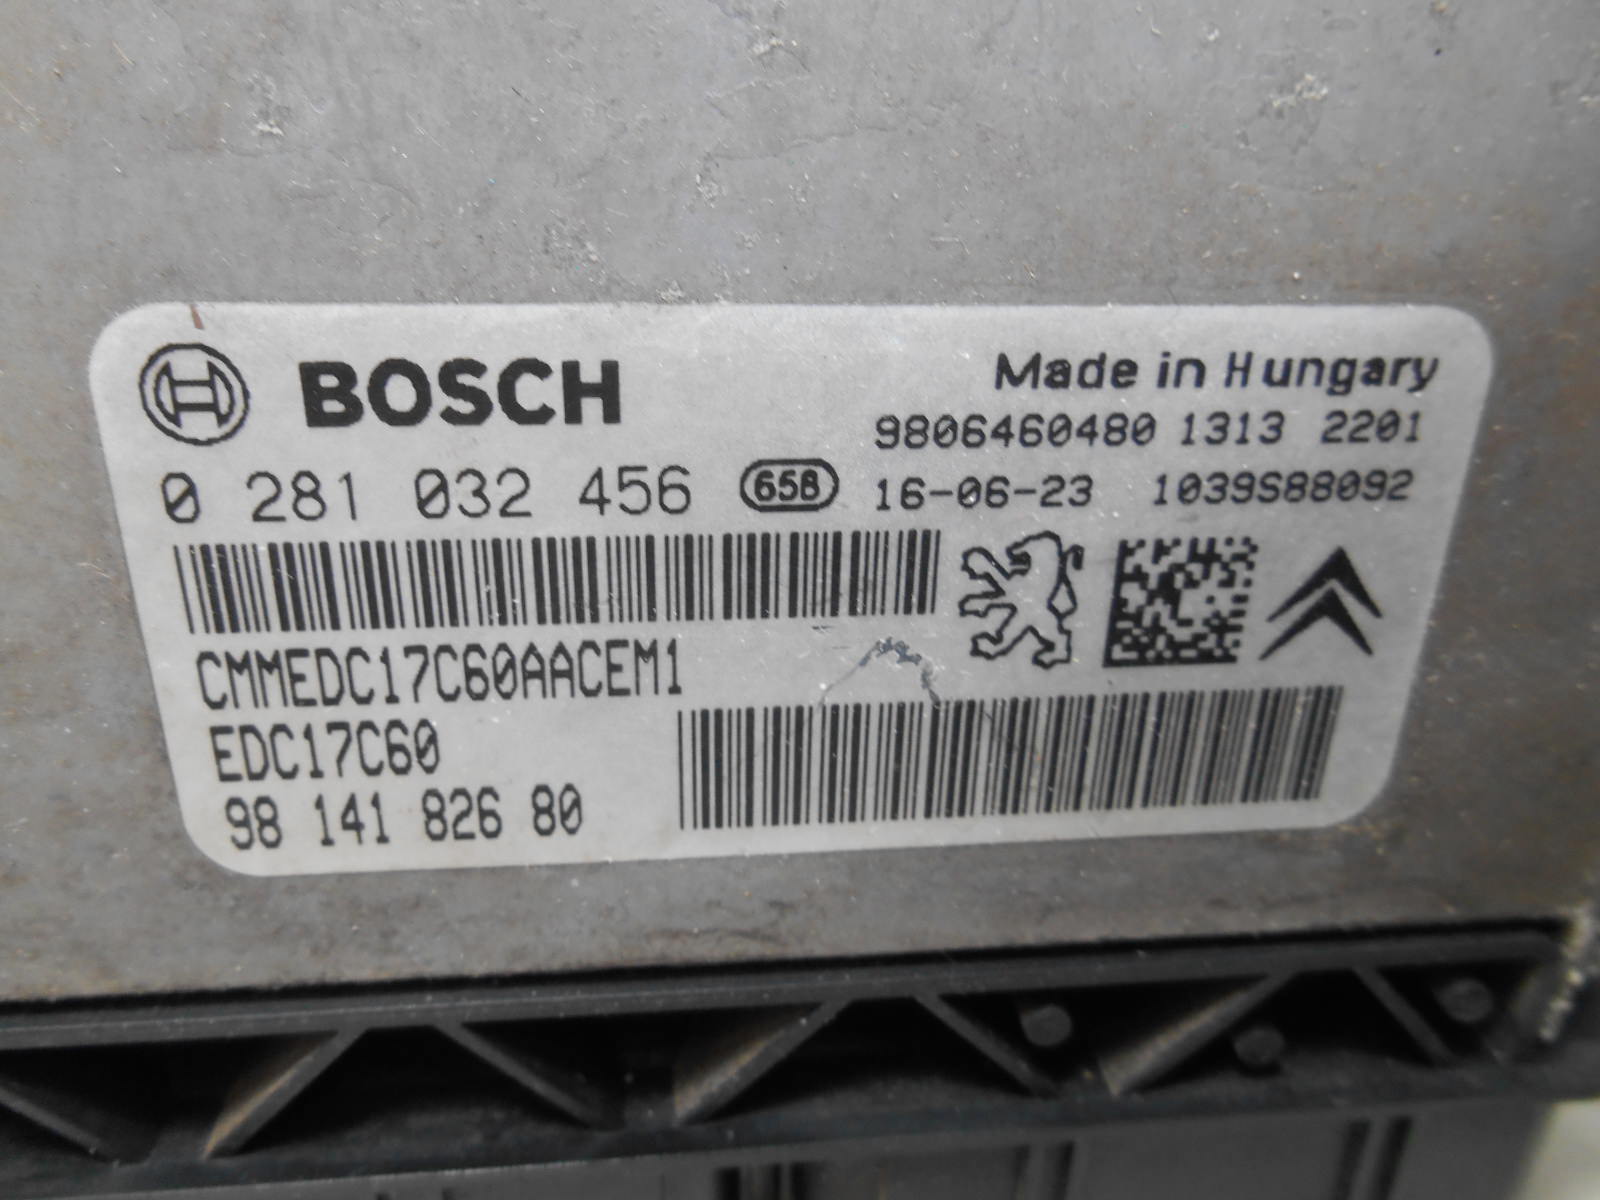 BOSCH
Made in Hungary
9806460480 1313 2201
0 281 032 456 658
16-06-23 1039S88092
CMMEDC17C60AACEM1
EDC17C60
98 141 826 80